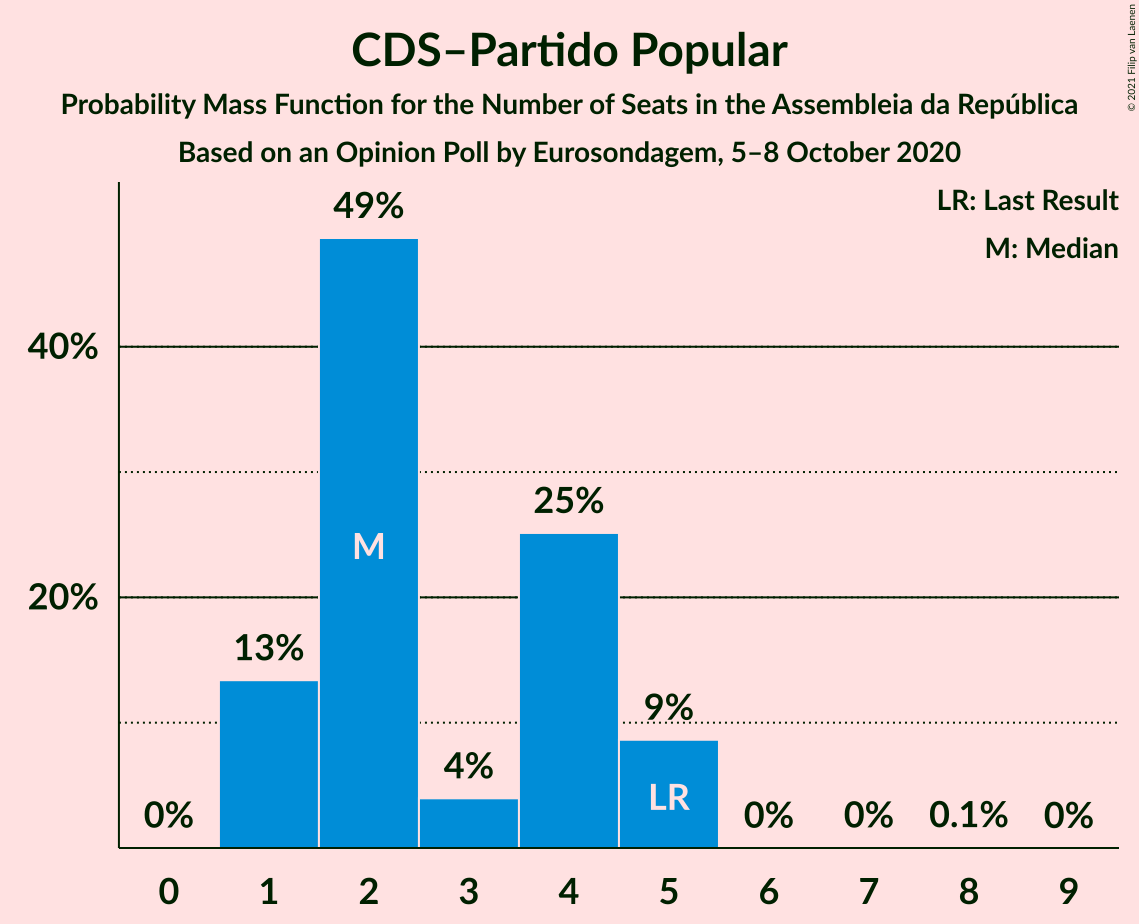 CDS–Partido Popular
Probability Mass Function for the Number of Seats in the Assembleia da República
Based on an Opinion Poll by Eurosondagem, 5–8 October 2020
© 2021 Filip van Laenen
LR: Last Result
M: Median
49%
40%
25%
M
20%
13%
9%
4%
LR
0%
0%
0%
0.1%
0%
0 1 2 3 4 5 6 7 8 9